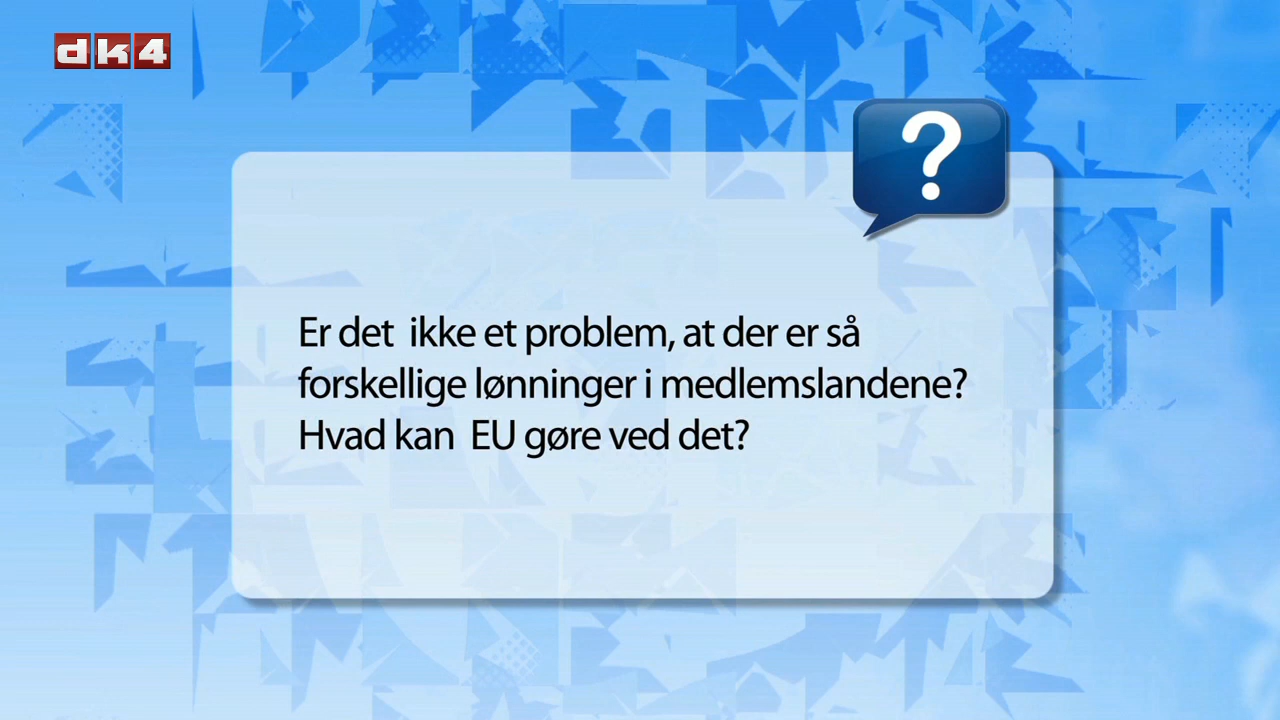 dk4
?
Er det ikke et problem, at der er så
forskellige lønninger i medlemslandene?
Hvad kan EU gøre ved det?